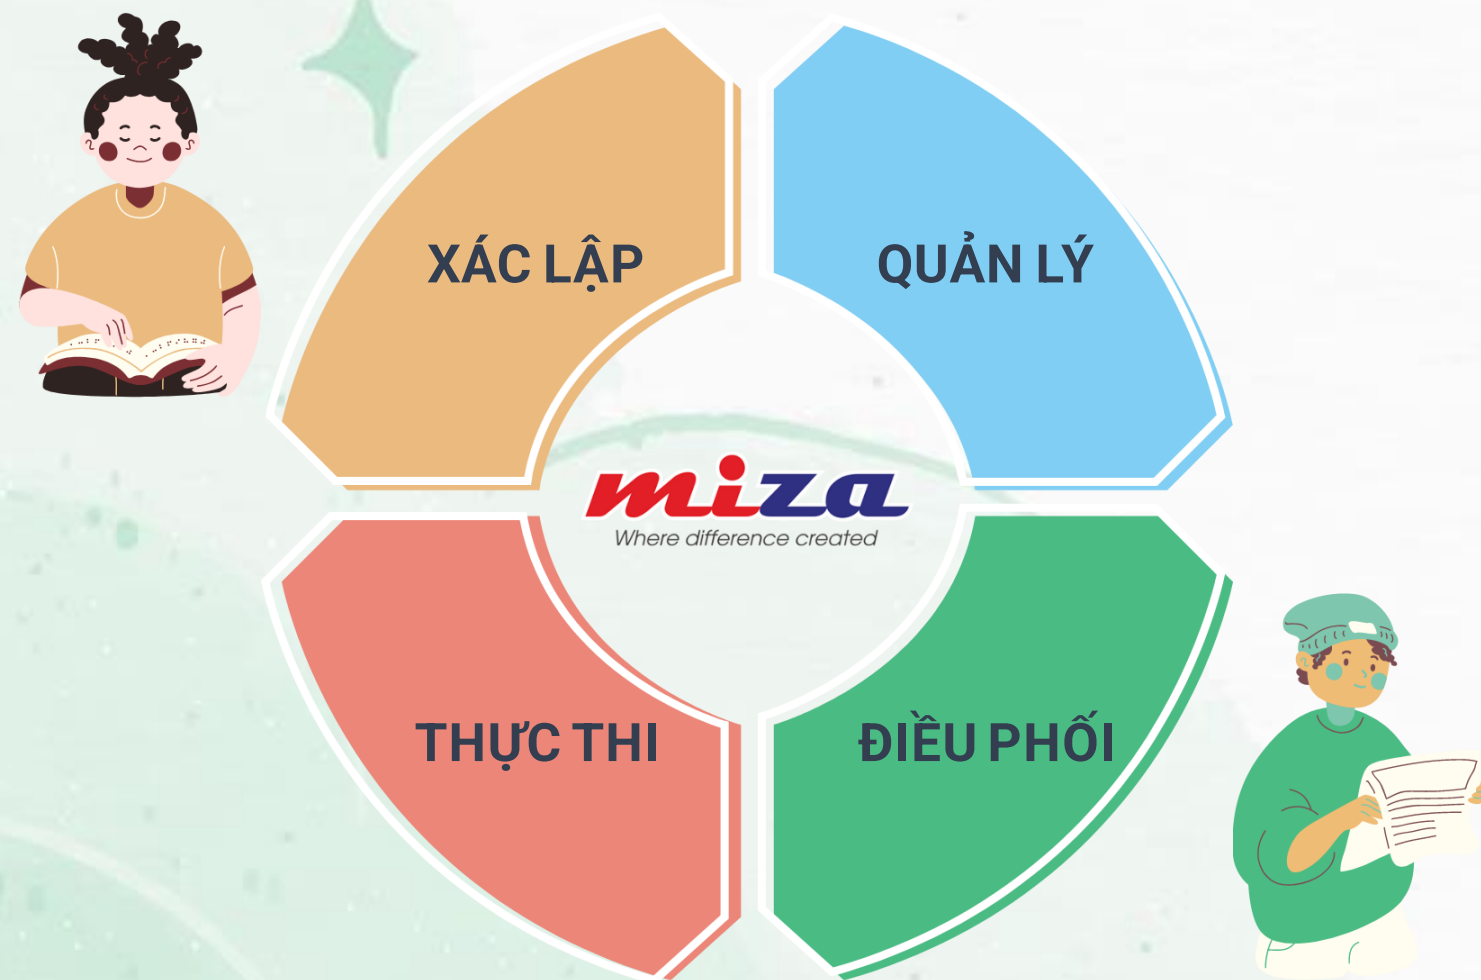 XÁC LẬP
QUẢN LÝ
miza
Where difference created
THỰC THI
ĐIỀU PHỐI